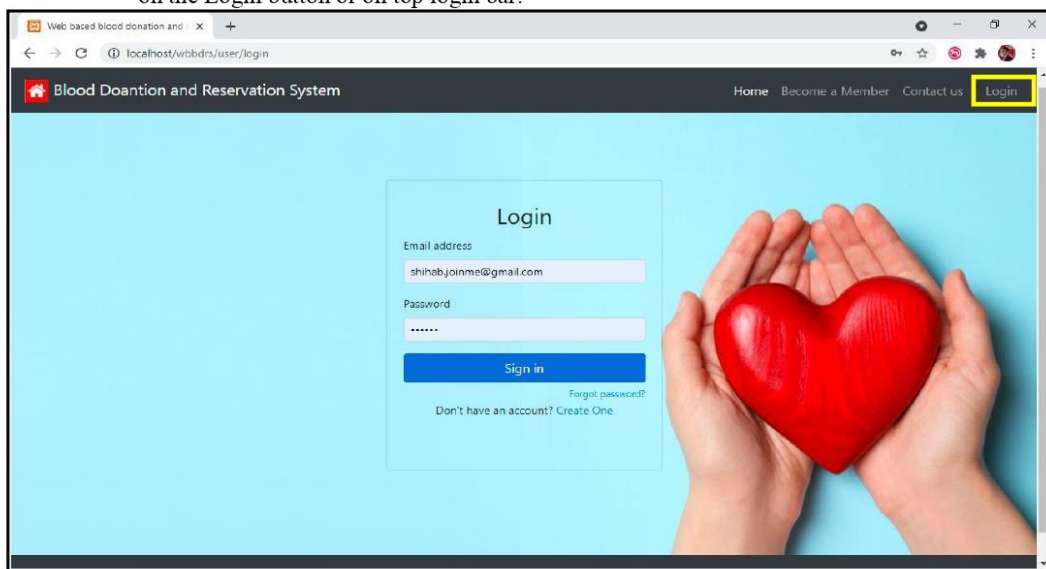 on the Login button or on top login bar.
Web based blood donation and
localhost/wbbdrs/user/login
Blood Doantion and Reservation System
Home Become a Member Contact us Login
Login
Email address
shihab.joinme@gmail.com
Password
••••••
Sign in
Forgot password?
Don't have an account? Create One